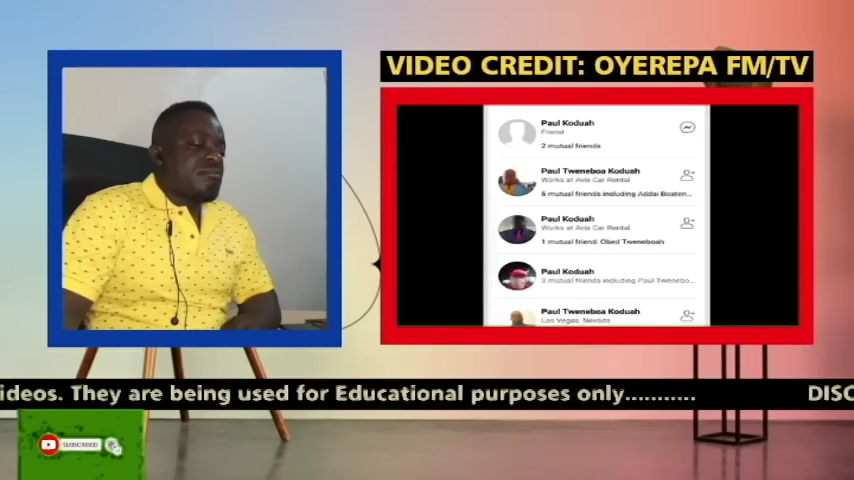 VIDEO CREDIT: OYEREPA FM/TV
Paul Koduah
Friend
2 mutual friends
Paul Tweneboa Koduah
Works at Avis Car Rental
5 mutual friends including Addai Boaten...
Paul Koduah
Works at Avis Car Rental
1 mutual friend: Obed Tweneboah
Paul Koduah
3 mutual friends including Paul Twenebo...
Paul Tweneboa Koduah
Las Vegas, Nevada
ideos. They are being used for Educational purposes only........... DISC
SUBSCRIBED